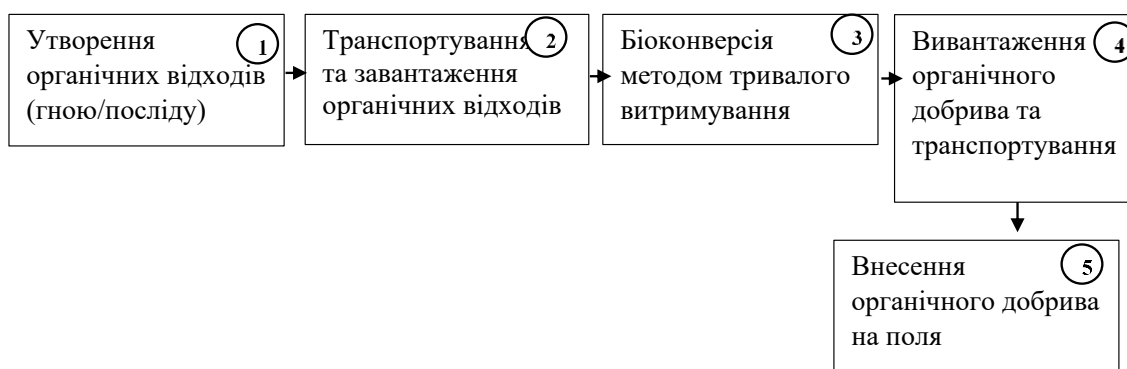 Утворення
органічних відходів
(гною/посліду)
1
Транспортування
та завантаження
органічних відходів
2
Біоконверсія
методом тривалого
витримування
3
Вивантаження
органічного
добрива та
транспортування
4
Внесення
органічного добрива
на поля
5